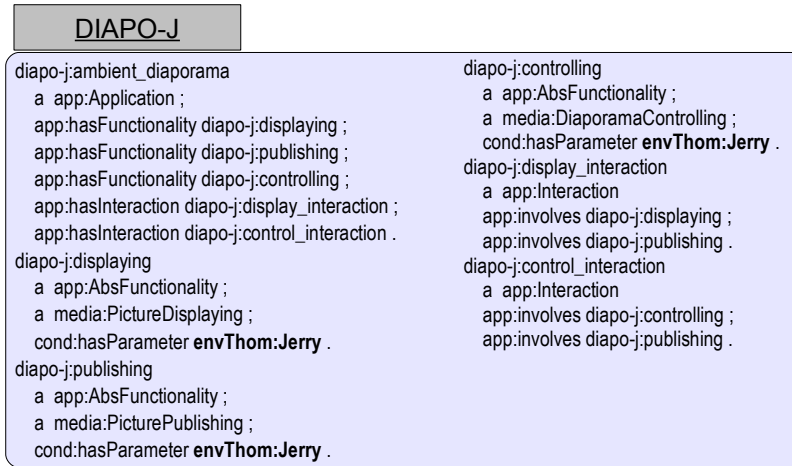 DIAPO-J
diapo-j:ambient_diaporama
a app:Application ;
app:hasFunctionality diapo-j:displaying ;
app:hasFunctionality diapo-j:publishing ;
app:hasFunctionality diapo-j:controlling ;
app:hasInteraction diapo-j:display_interaction ;
app:hasInteraction diapo-j:control_interaction .
diapo-j:displaying
a app:AbsFunctionality ;
a media:PictureDisplaying ;
cond:hasParameter envThom:Jerry .
diapo-j:publishing
a app:AbsFunctionality ;
a media:PicturePublishing ;
cond:hasParameter envThom:Jerry .
diapo-j:controlling
a app:AbsFunctionality ;
a media:DiaporamaControlling ;
cond:hasParameter envThom:Jerry .
diapo-j:display_interaction
a app:Interaction
app:involves diapo-j:displaying ;
app:involves diapo-j:publishing .
diapo-j:control_interaction
a app:Interaction
app:involves diapo-j:controlling ;
app:involves diapo-j:publishing .